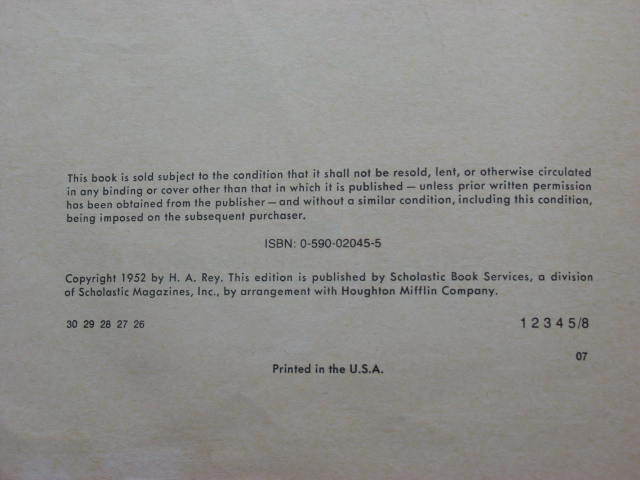 This book is sold subject to the condition that it shall not be resold, lent, or otherwise circulated
in any binding or cover other than that in which it is published — unless prior written permission
has been obtained from the publisher — and without a similar condition, including this condition,
being imposed on the subsequent purchaser.
ISBN: 0-590-02045-5
Copyright 1952 by H. A. Rey. This edition is published by Scholastic Book Services, a division
of Scholastic Magazines, Inc., by arrangement with Houghton Mifflin Company.
30 29 28 27 26 1 2 3 4 5/8
07
Printed in the U.S.A.